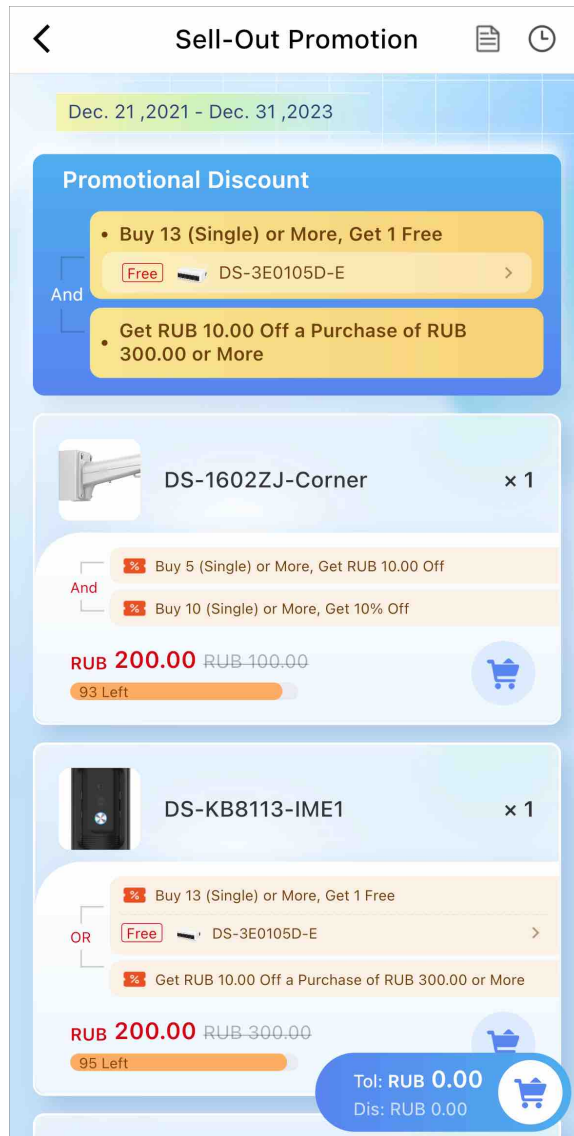 Sell-Out Promotion
Dec. 21 ,2021 - Dec. 31 ,2023
Promotional Discount
And
• Buy 13 (Single) or More, Get 1 Free
Free DS-3E0105D-E
• Get RUB 10.00 Off a Purchase of RUB
300.00 or More
DS-1602ZJ-Corner × 1
And
% Buy 5 (Single) or More, Get RUB 10.00 Off
% Buy 10 (Single) or More, Get 10% Off
RUB 200.00 RUB 100.00
93 Left
DS-KB8113-IME1 × 1
OR
% Buy 13 (Single) or More, Get 1 Free
Free DS-3E0105D-E
% Get RUB 10.00 Off a Purchase of RUB 300.00 or More
RUB 200.00 RUB 300.00
95 Left
Tol: RUB 0.00
Dis: RUB 0.00